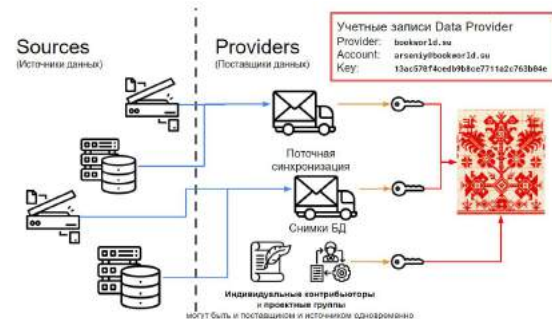 Sources
(Источники данных)
Providers
(Поставщики данных)
Учетные записи Data Provider
Provider: bookworld.su
Account: arseniy@bookworld.su
Key:
Поточная
синхронизация
Снимки БД
Индивидуальные контрибьюторы
и проектные группы
могут быть и поставщиком и источником одновременно